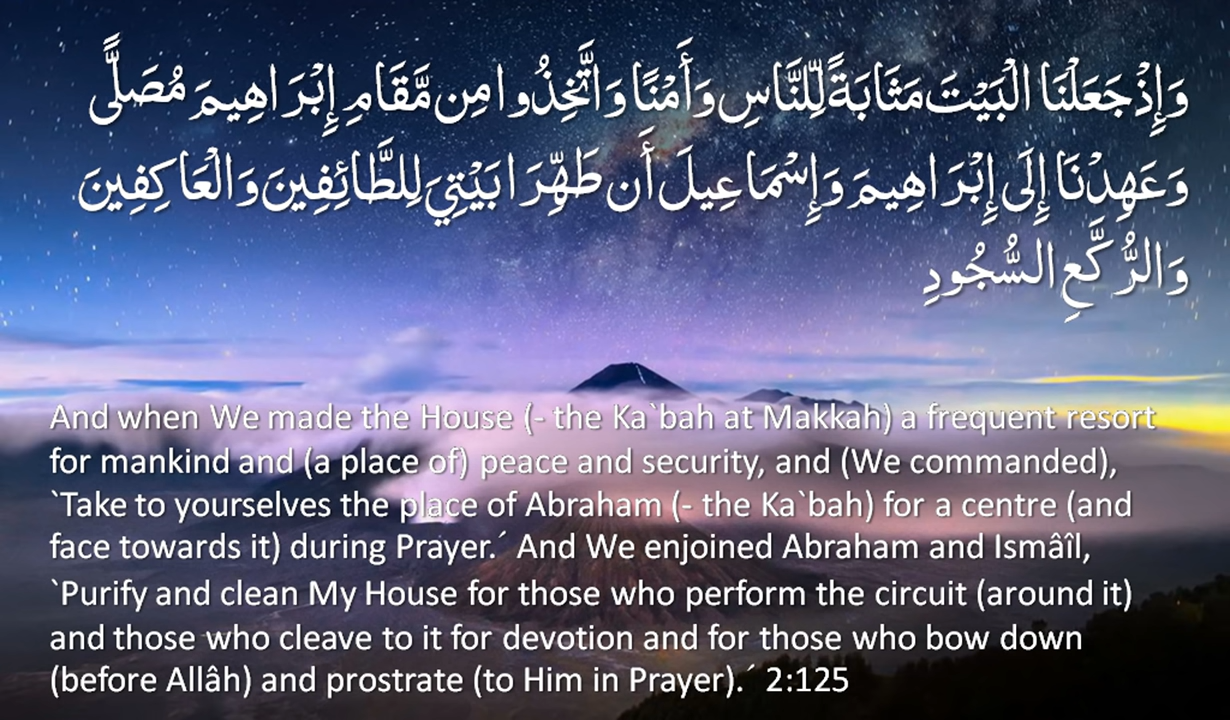 وَإِذْ جَعَلْنَا الْبَيْتَ مَثَابَةً لِّلنَّاسِ وَأَمْنًا وَاتَّخِذُوا مِن مَّقَامِ إِبْرَاهِيمَ مُصَلًّى
وَعَهِدْنَا إِلَى إِبْرَاهِيمَ وَإِسْمَاعِيلَ أَن طَهِّرَا بَيْتِيَ لِلطَّائِفِينَ وَالْعَاكِفِينَ
وَالرُّكَّعِ السُّجُودِ
And when We made the House (- the Ka`bah at Makkah) a frequent resort
for mankind and (a place of) peace and security, and (We commanded),
`Take to yourselves the place of Abraham (- the Ka`bah) for a centre (and
face towards it) during Prayer.´ And We enjoined Abraham and Ismâîl,
`Purify and clean My House for those who perform the circuit (around it)
and those who cleave to it for devotion and for those who bow down
(before Allâh) and prostrate (to Him in Prayer).´ 2:125